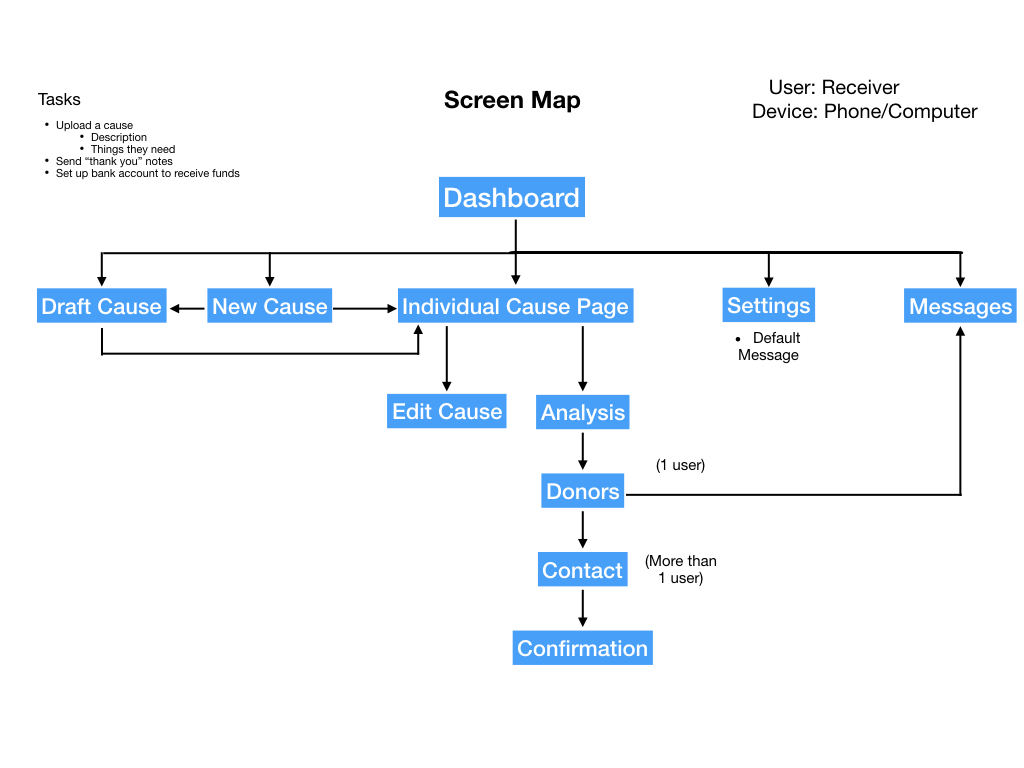 Screen Map
User: Receiver
Device: Phone/Computer
Tasks
• Upload a cause
• Description
• Things they need
• Send “thank you” notes
• Set up bank account to receive funds
Dashboard
Draft Cause
New Cause
Individual Cause Page
Settings
Messages
• Default
Message
Edit Cause
Analysis
(1 user)
Donors
Contact
(More than
1 user)
Confirmation